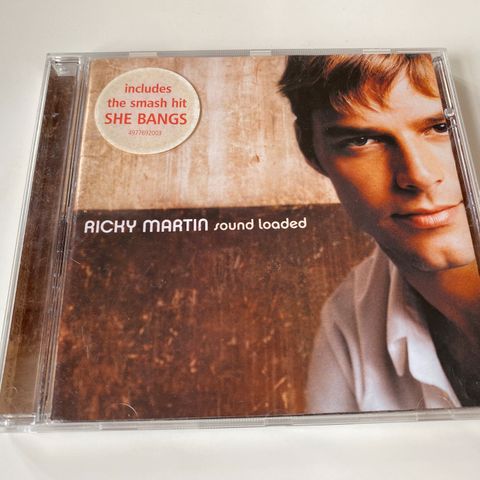 includes
the smash hit
SHE BANGS
4977692003
RICKY MARTIN sound loaded